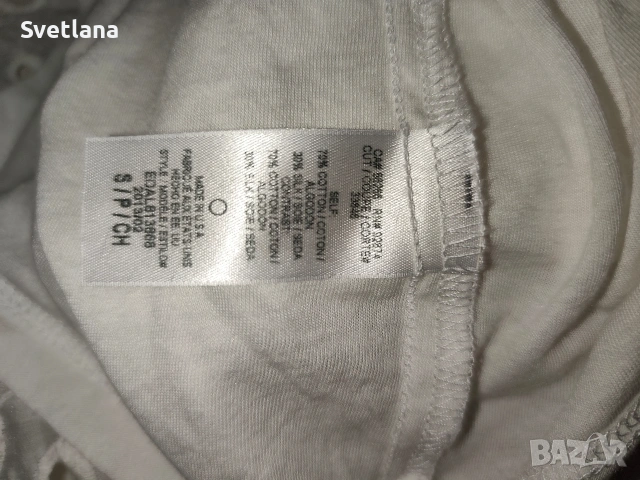 Svetlana
CUT / COUPE / CORTE#
SELF
70% COTTON / COTON /
ALGODON
30% SILK / SOIE / SEDA
CONTRAST
70% COTTON / COTON /
ALGODON
30% SILK / SOIE / SEDA
MADE IN U.S.A.
FABRIQUE AUX ETATS UNIS
HECHO EN EE.UU
STYLE / MODELE / ESTILO#
S / P / CH
BAZAR